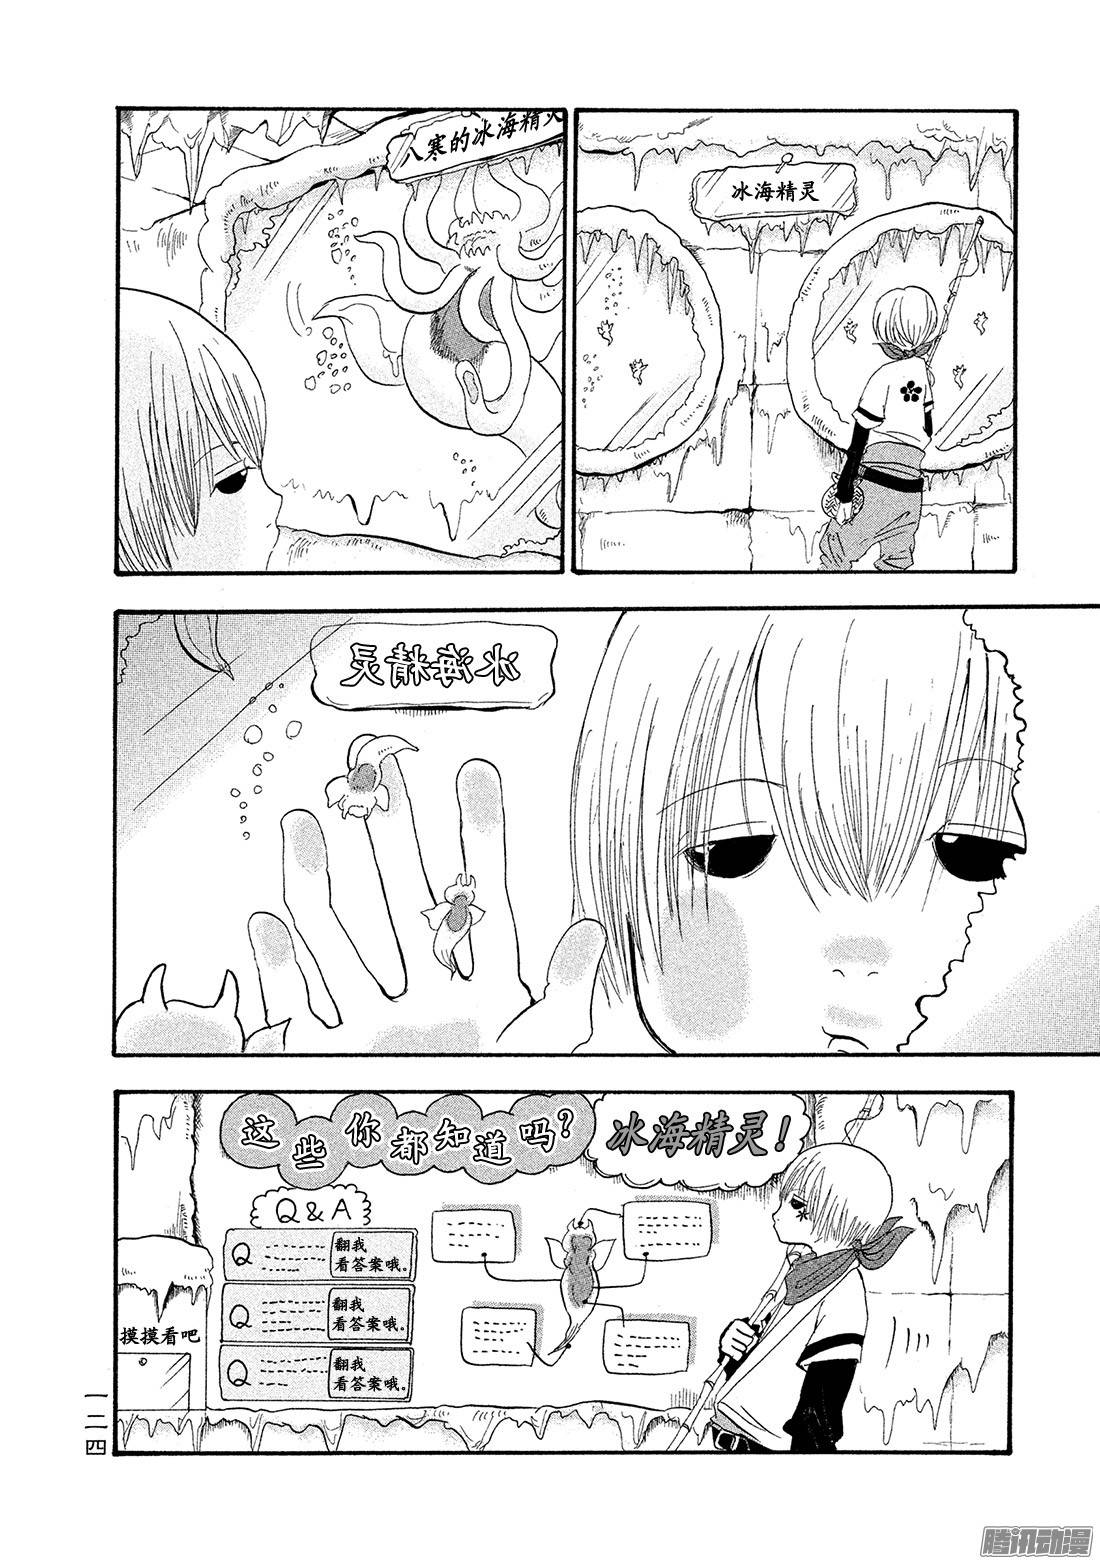 冰海精灵
八寒的冰海精灵
冰海精灵
冰海精灵！
这些你都知道吗？
Q & A
Q
翻我
看答案哦。
Q
翻我
看答案哦。
Q
翻我
看答案哦。
摸摸看吧
一二四
腾讯动漫